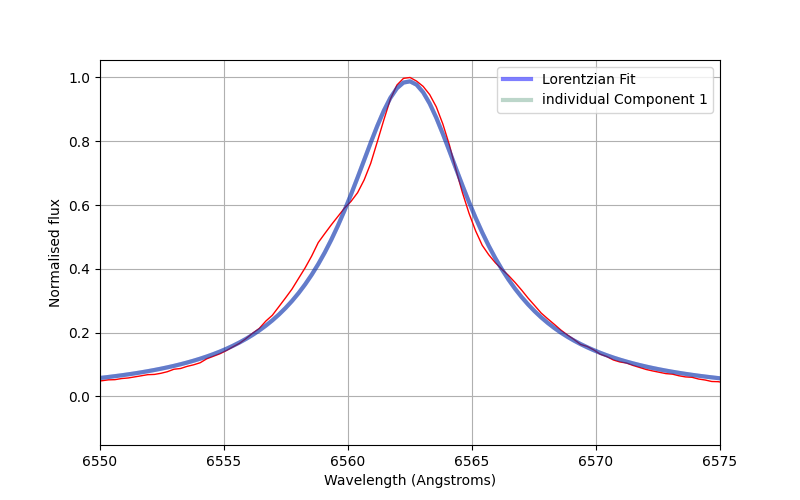 Lorentzian Fit
individual Component 1
1.0
0.8
0.6
0.4
0.2
0.0
Normalised flux
6550 6555 6560 6565 6570 6575
Wavelength (Angstroms)